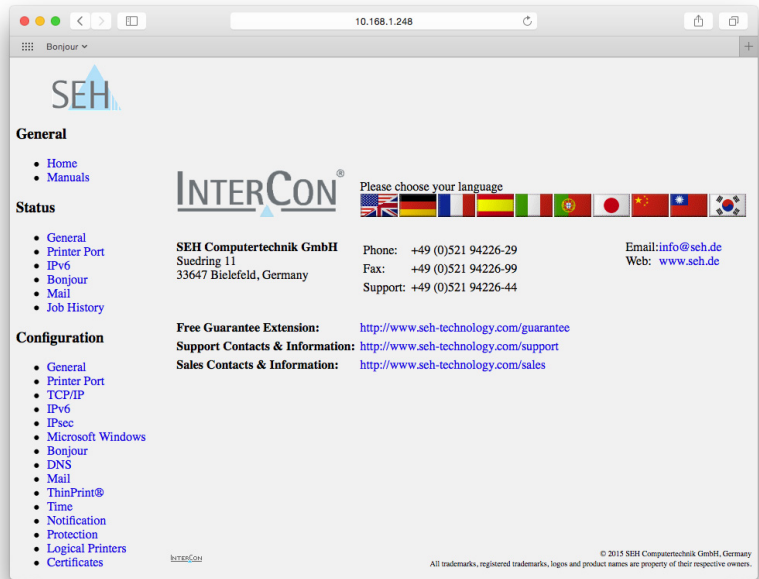 10.168.1.248
Bonjour
SEH
General
Home
Manuals
Status
General
Printer Port
IPv6
Bonjour
Mail
Job History
Configuration
General
Printer Port
TCP/IP
IPv6
IPsec
Microsoft Windows
Bonjour
DNS
Mail
ThinPrint®
Time
Notification
Protection
Logical Printers
Certificates
INTERCON®
Please choose your language
SEH Computertechnik GmbH
Suedring 11
33647 Bielefeld, Germany
Phone: +49 (0)521 94226-29
Fax: +49 (0)521 94226-99
Support: +49 (0)521 94226-44
Email:info@seh.de
Web: www.seh.de
Free Guarantee Extension: http://www.seh-technology.com/guarantee
Support Contacts & Information: http://www.seh-technology.com/support
Sales Contacts & Information: http://www.seh-technology.com/sales
INTERCON
© 2015 SEH Computertechnik GmbH, Germany
All trademarks, registered trademarks, logos and product names are property of their respective owners.